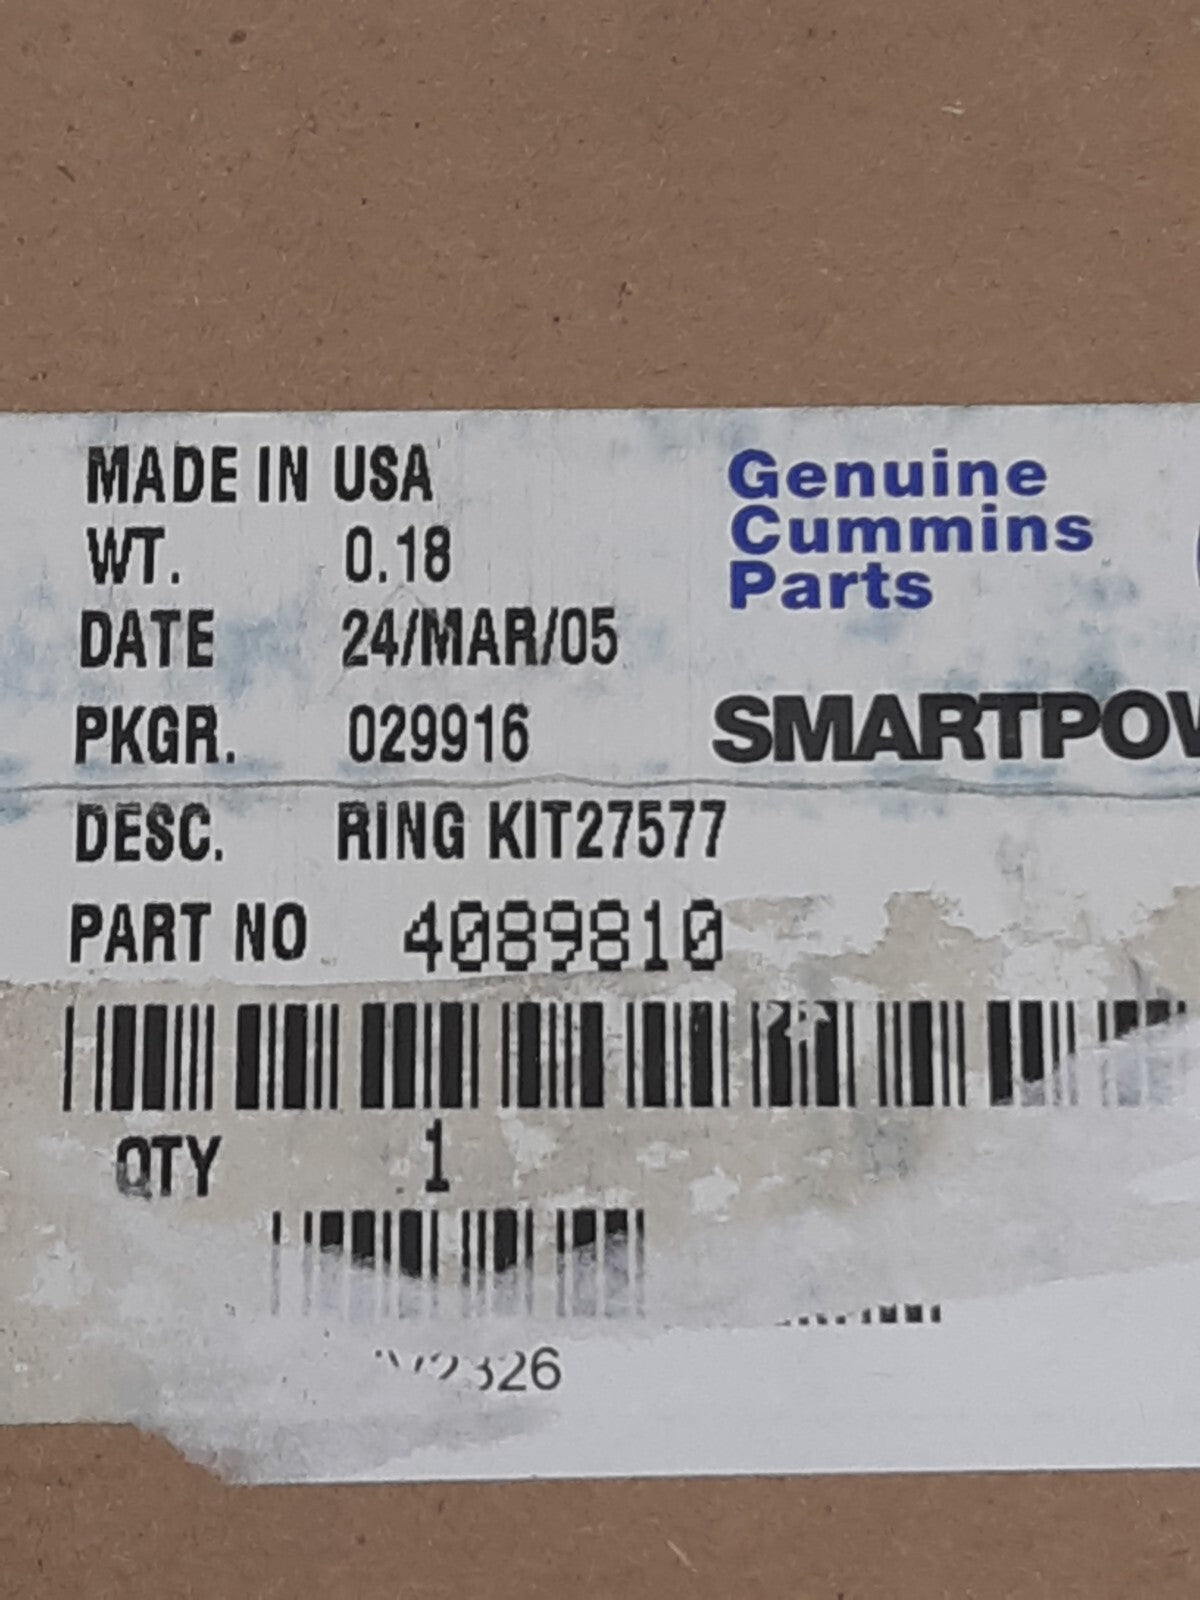 MADE IN USA
WT. 0.18
DATE 24/MAR/05
PKGR. 029916
Genuine
Cummins
Parts
SMARTPOW
DESC. RING KIT27577
PART NO 4089810
QTY 1